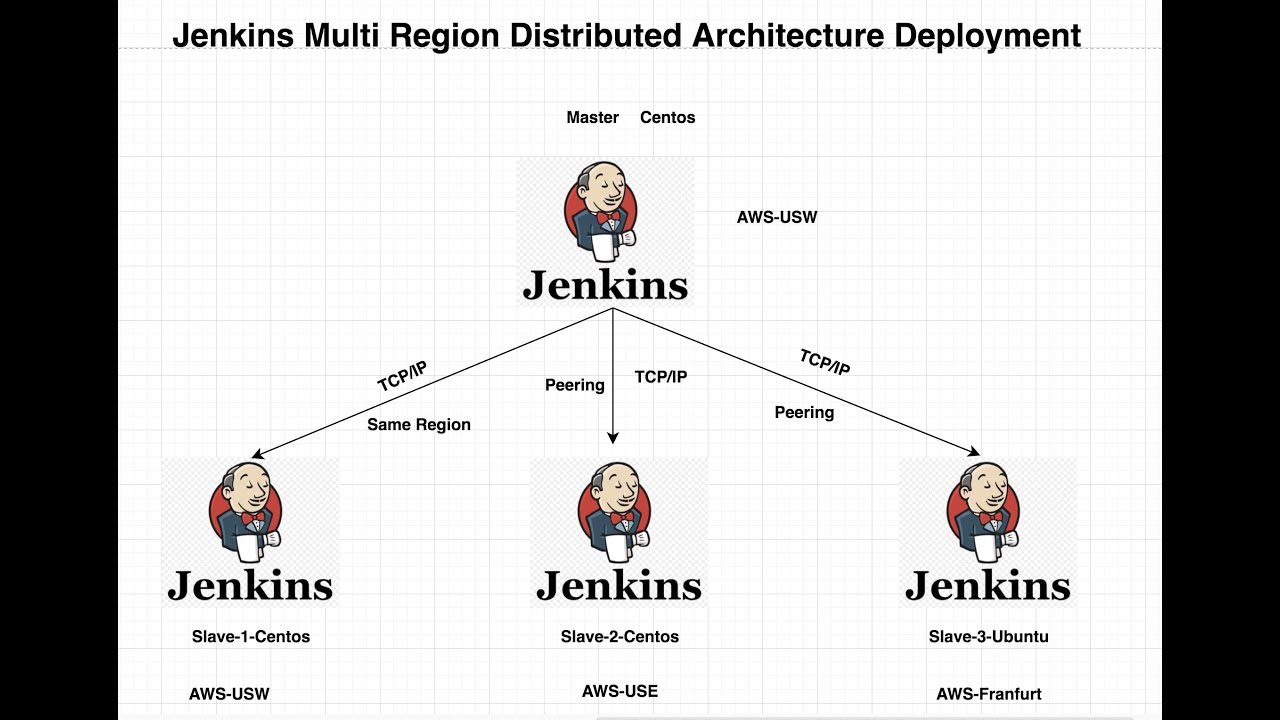 Jenkins Multi Region Distributed Architecture Deployment
Master Centos
Jenkins
AWS-USW
TCP/IP
Same Region
Peering
TCP/IP
TCP/IP
Peering
Jenkins
Jenkins
Jenkins
Slave-1-Centos
Slave-2-Centos
Slave-3-Ubuntu
AWS-USW
AWS-USE
AWS-Franfurt